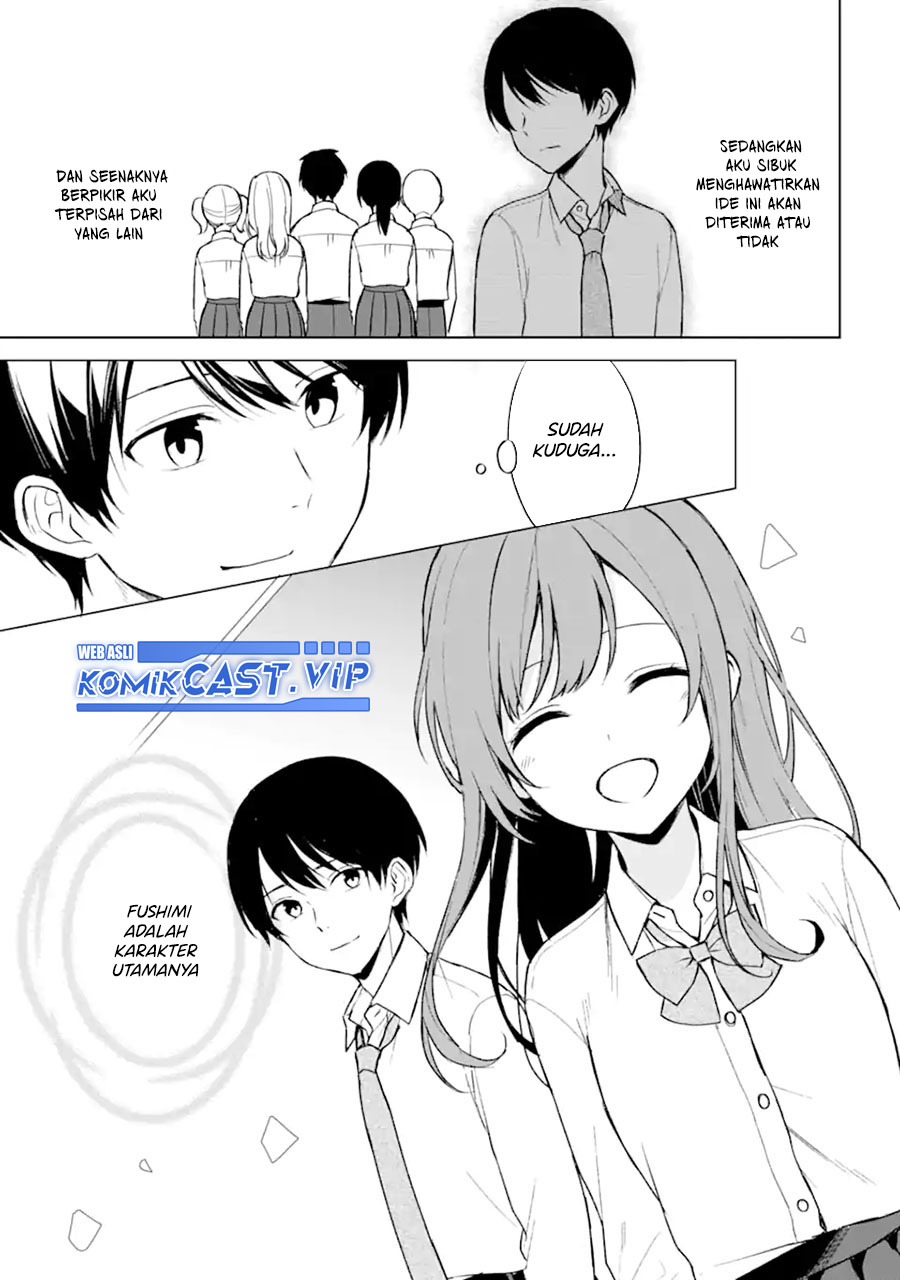 SEDANGKAN
AKU SIBUK
MENGHAWATIRKAN
IDE INI AKAN
DITERIMA ATAU
TIDAK
DAN SEENAKNYA
BERPIKIR AKU
TERPISAH DARI
YANG LAIN
SUDAH
KUDUGA...
WEB ASLI
KOMIKCAST.VIP
FUSHIMI
ADALAH
KARAKTER
UTAMANYA